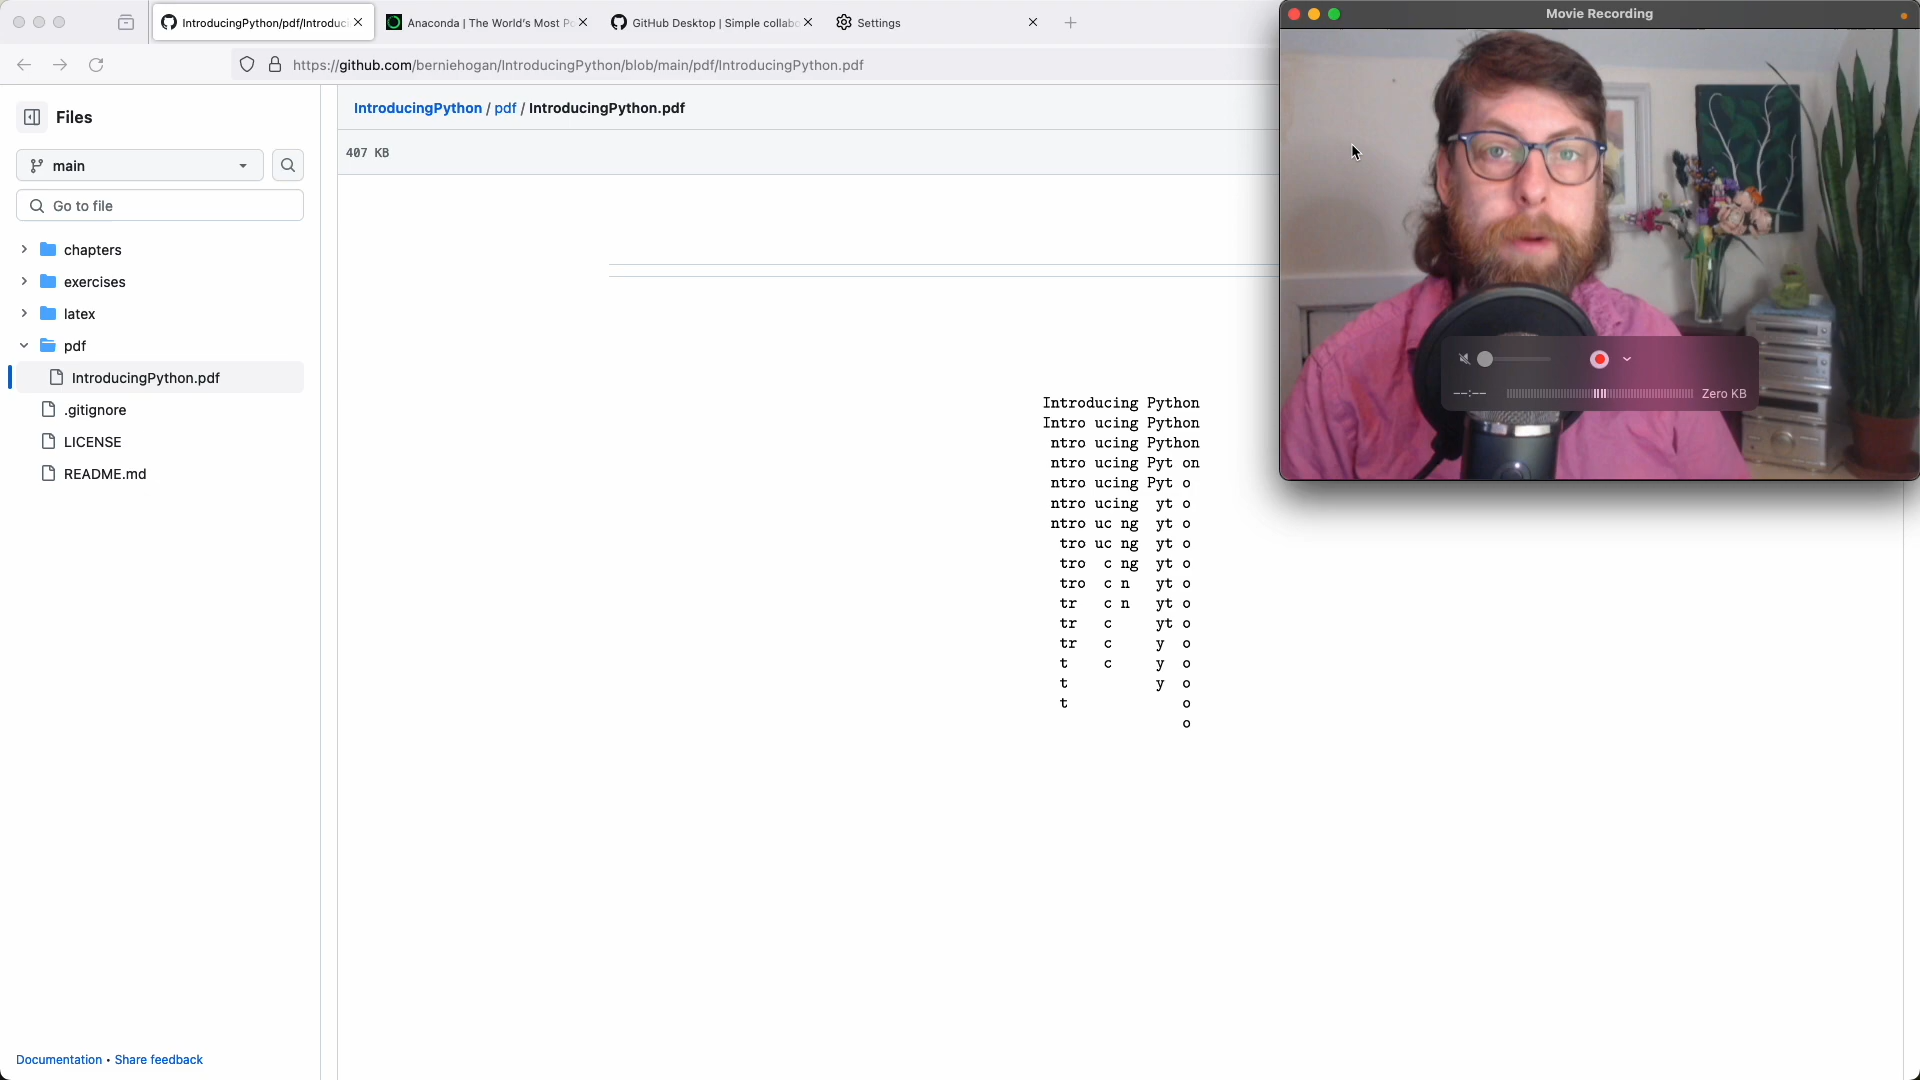 IntroducingPython/pdf/Introduc
Anaconda | The World's Most Po
GitHub Desktop | Simple collabo
Settings
Movie Recording
https://github.com/berniehogan/IntroducingPython/blob/main/pdf/IntroducingPython.pdf
Files
IntroducingPython / pdf / IntroducingPython.pdf
main
407 KB
Go to file
chapters
exercises
latex
pdf
IntroducingPython.pdf
.gitignore
LICENSE
README.md
--:--
Zero KB
Introducing Python
Intro ucing Python
ntro ucing Python
ntro ucing Pyt on
ntro ucing Pyt o
ntro ucing  yt o
ntro uc ng  yt o
tro uc ng  yt o
tro  c ng  yt o
tro  c n   yt o
tr   c n   yt o
tr   c     yt o
tr   c     y  o
t    c     y  o
t          y  o
t             o
o
Documentation • Share feedback